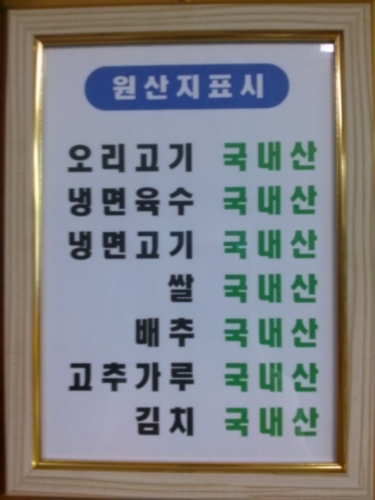 원산지표시
오리고기 국내산
냉면육수 국내산
냉면고기 국내산
쌀 국내산
배추 국내산
고추가루 국내산
김치 국내산